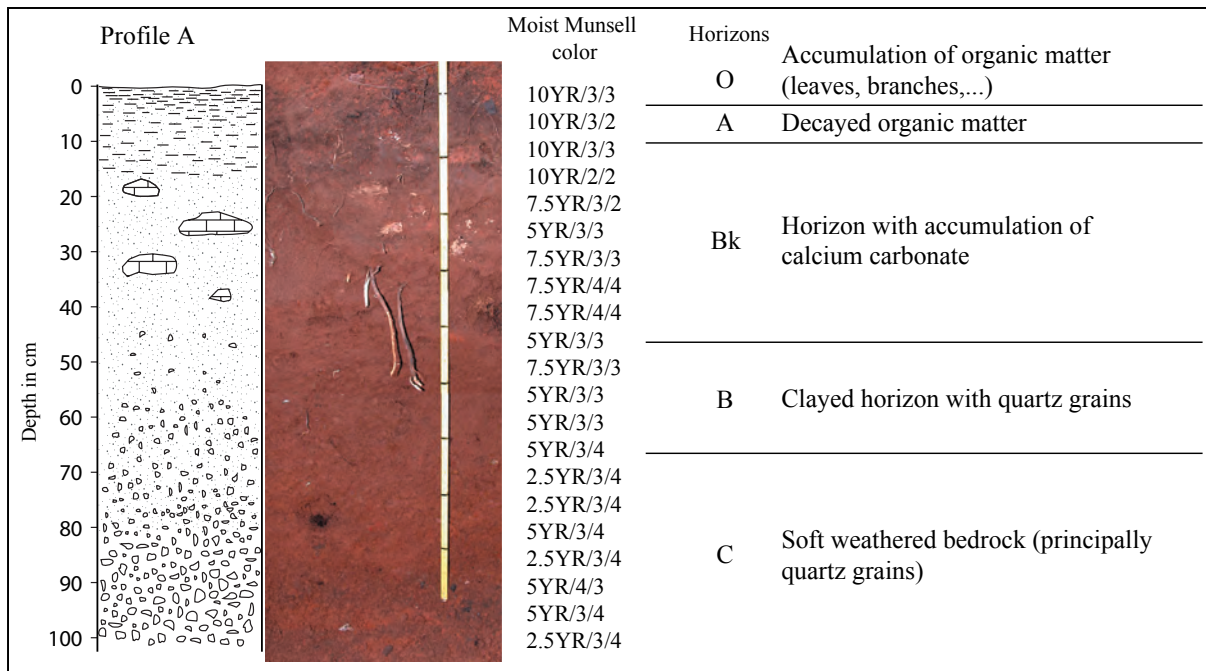 Profile A
Depth in cm
0
10
20
30
40
50
60
70
80
90
100
Moist Munsell
color
10YR/3/3
10YR/3/2
10YR/3/3
10YR/2/2
7.5YR/3/2
5YR/3/3
7.5YR/3/3
7.5YR/4/4
7.5YR/4/4
5YR/3/3
7.5YR/3/3
5YR/3/3
5YR/3/3
5YR/3/4
2.5YR/3/4
2.5YR/3/4
5YR/3/4
2.5YR/3/4
5YR/4/3
5YR/3/4
2.5YR/3/4
Horizons
O
Accumulation of organic matter
(leaves, branches,...)
A
Decayed organic matter
Bk
Horizon with accumulation of
calcium carbonate
B
Clayed horizon with quartz grains
C
Soft weathered bedrock (principally
quartz grains)